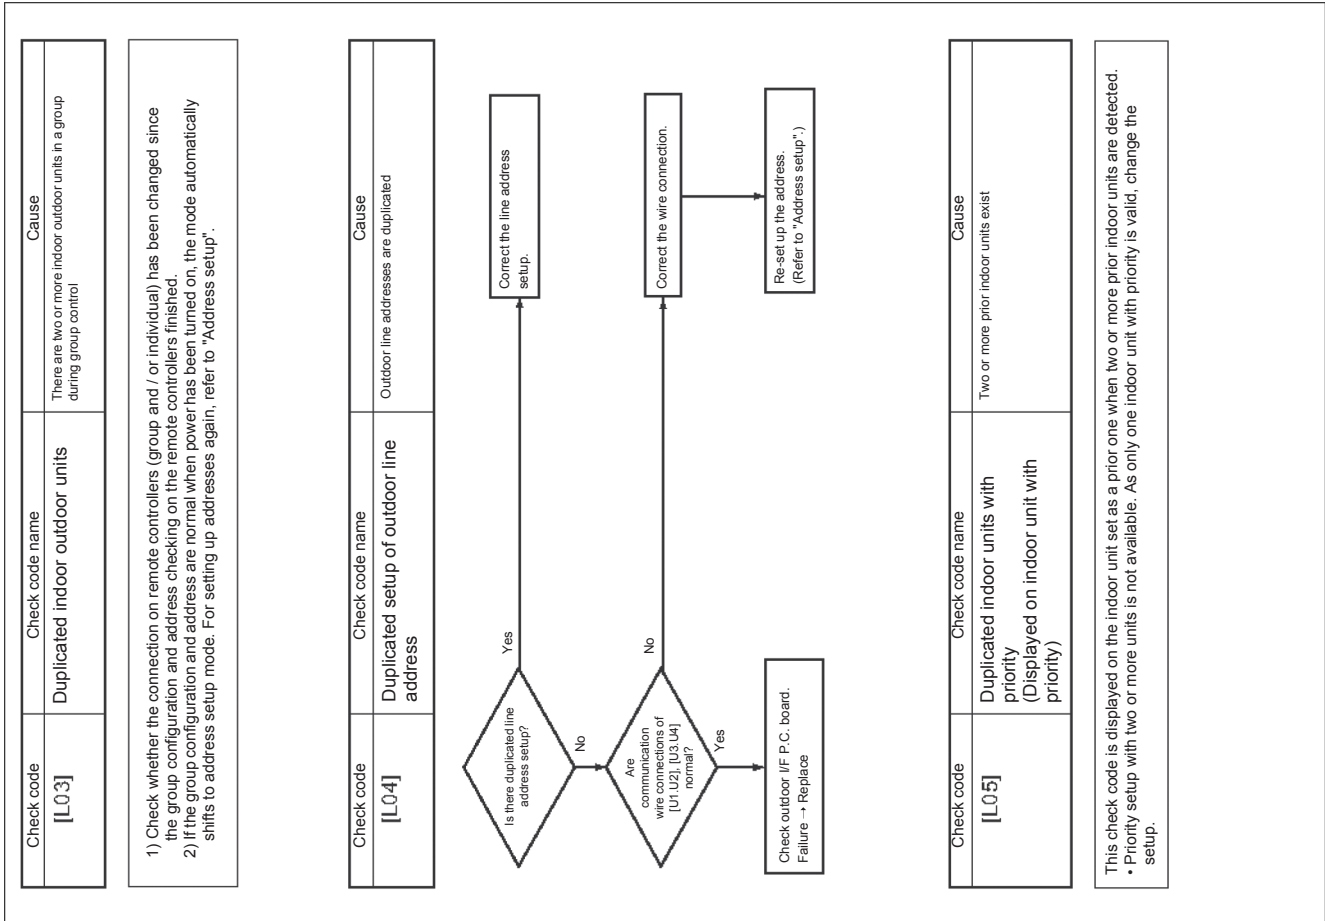 Check code
Check code name
Cause
[L03]
Duplicated indoor outdoor units
There are two or more indoor outdoor units in a group
during group control
1) Check whether the connection on remote controllers (group and / or individual) has been changed since
the group configuration and address checking on the remote controllers finished.
2) If the group configuration and address are normal when power has been turned on, the mode automatically
shifts to address setup mode. For setting up addresses again, refer to "Address setup".
Check code
Check code name
Cause
[L04]
Duplicated setup of outdoor line
address
Outdoor line addresses are duplicated
Is there duplicated line
address setup?
Yes
Correct the line address
setup.
No
Are
communication
wire connections of
[U1.U2], [U3.U4]
normal?
No
Correct the wire connection.
Yes
Check outdoor I/F P.C. board.
Failure → Replace
Re-set up the address.
(Refer to "Address setup".)
Check code
Check code name
Cause
[L05]
Duplicated indoor units with
priority
(Displayed on indoor unit with
priority)
Two or more prior indoor units exist
This check code is displayed on the indoor unit set as a prior one when two or more prior indoor units are detected.
• Priority setup with two or more units is not available. As only one indoor unit with priority is valid, change the
setup.